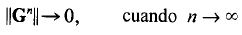 ‖Gⁿ‖ → 0, cuando n → ∞